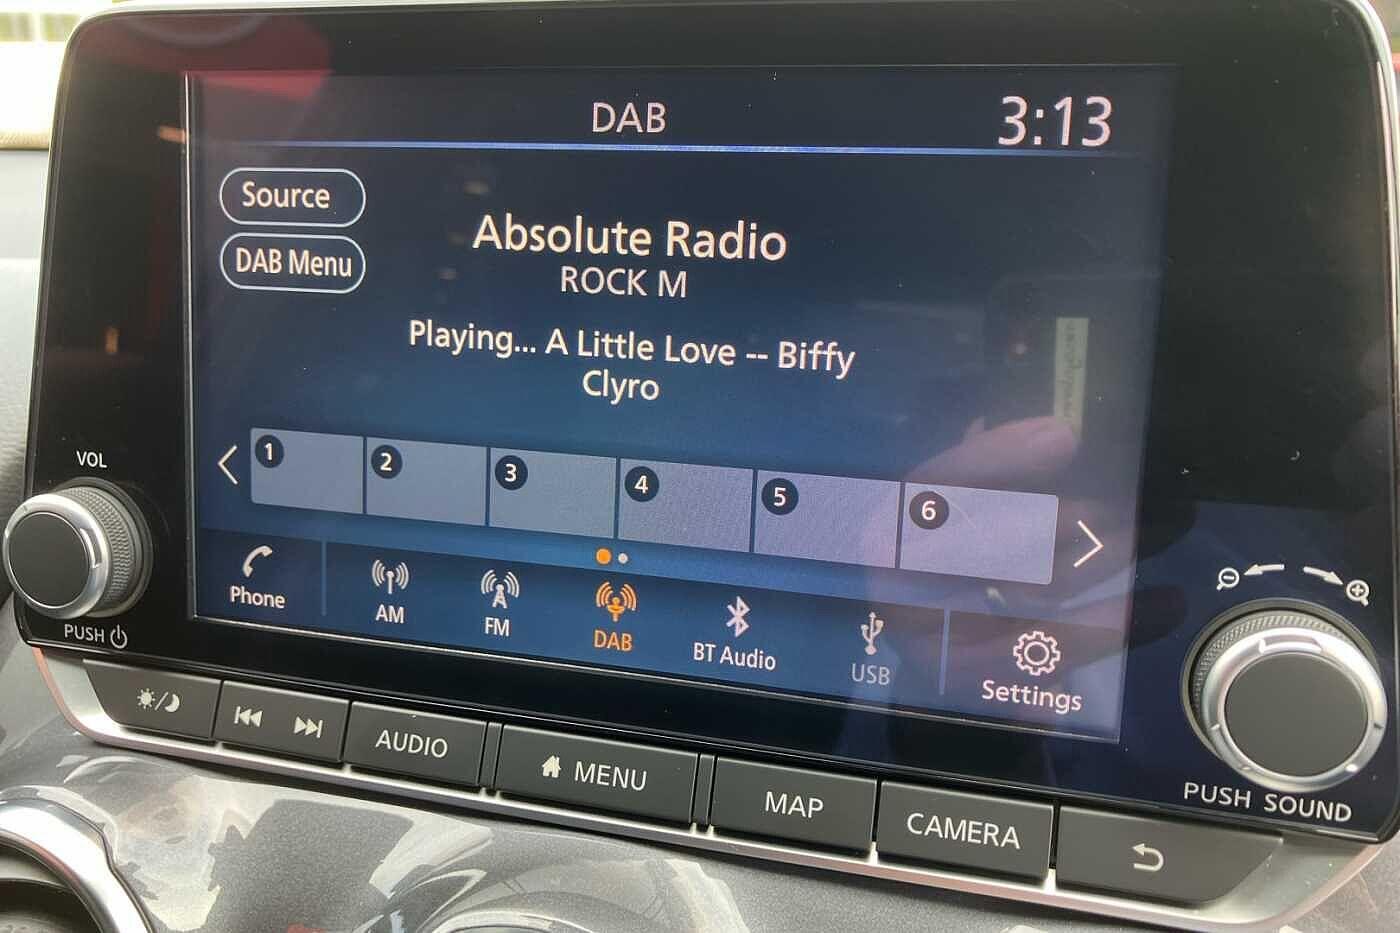 DAB
3:13
Source
DAB Menu
Absolute Radio
ROCK M
Playing... A Little Love -- Biffy
Clyro
1
2
3
4
5
6
Phone
AM
FM
DAB
BT Audio
USB
Settings
VOL
PUSH
AUDIO
MENU
MAP
CAMERA
PUSH SOUND